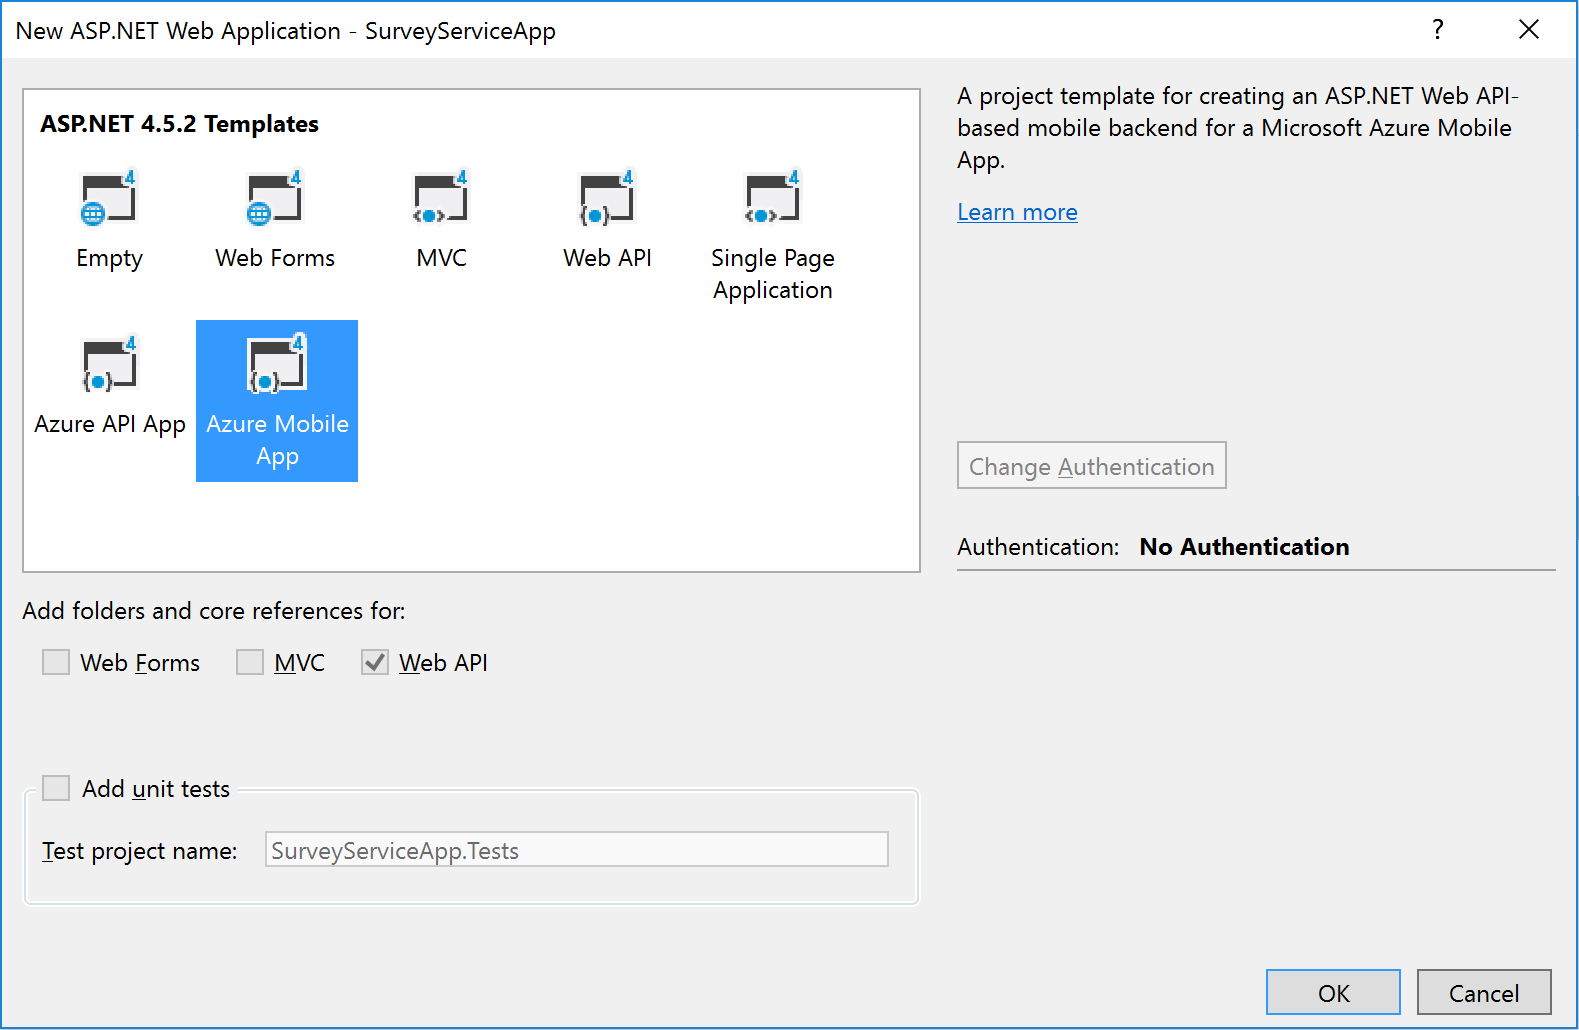 New ASP.NET Web Application - SurveyServiceApp
?
ASP.NET 4.5.2 Templates
4 4 4 4 4
Empty Web Forms MVC Web API Single Page
Application
4 4
Azure API App Azure Mobile
App
A project template for creating an ASP.NET Web API-
based mobile backend for a Microsoft Azure Mobile
App.
Learn more
Change Authentication
Authentication: No Authentication
Add folders and core references for:
Web Forms MVC Web API
Add unit tests
Test project name: SurveyServiceApp.Tests
OK Cancel